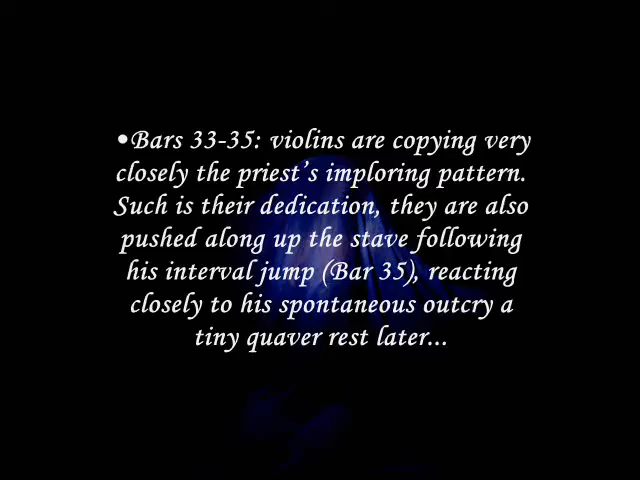 •Bars 33-35: violins are copying very
closely the priest’s imploring pattern.
Such is their dedication, they are also
pushed along up the stave following
his interval jump (Bar 35), reacting
closely to his spontaneous outcry a
tiny quaver rest later...